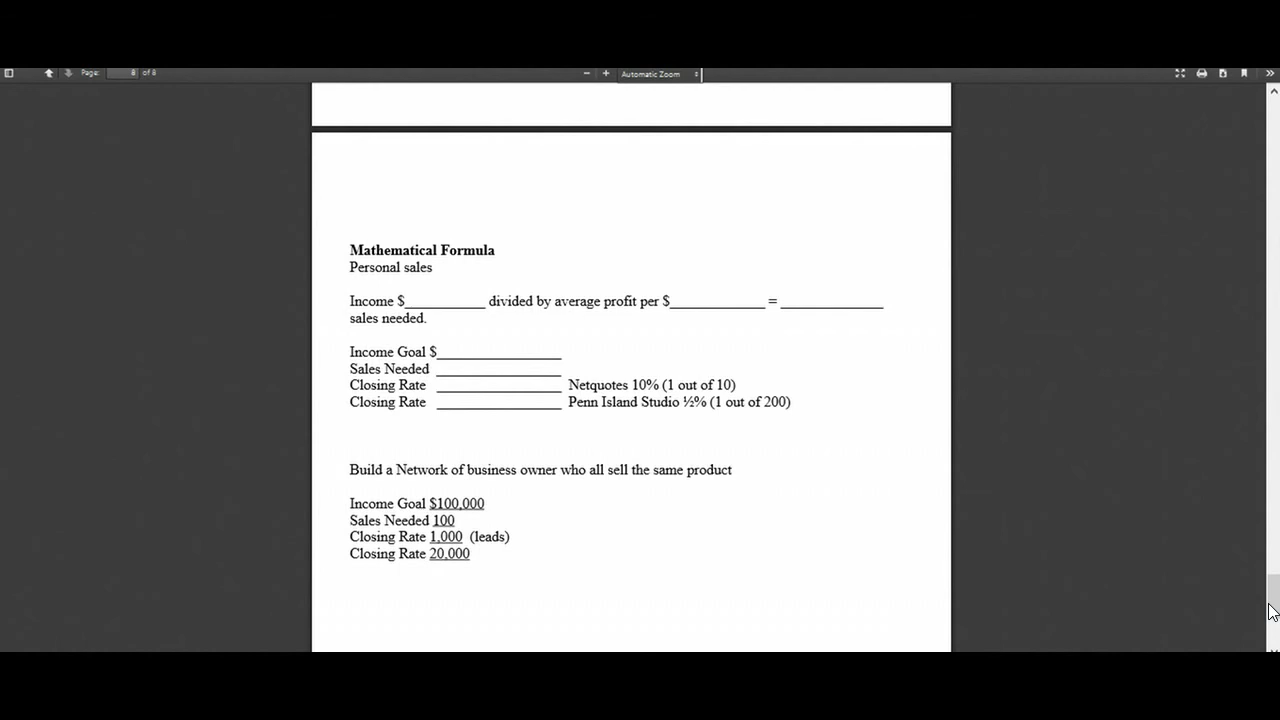 Page: 8 of 8
Automatic Zoom
Mathematical Formula
Personal sales
Income $___________ divided by average profit per $_____________ = ______________
sales needed.
Income Goal $_________________
Sales Needed _________________
Closing Rate _________________ Netquotes 10% (1 out of 10)
Closing Rate _________________ Penn Island Studio ½% (1 out of 200)
Build a Network of business owner who all sell the same product
Income Goal $100,000
Sales Needed 100
Closing Rate 1,000 (leads)
Closing Rate 20,000